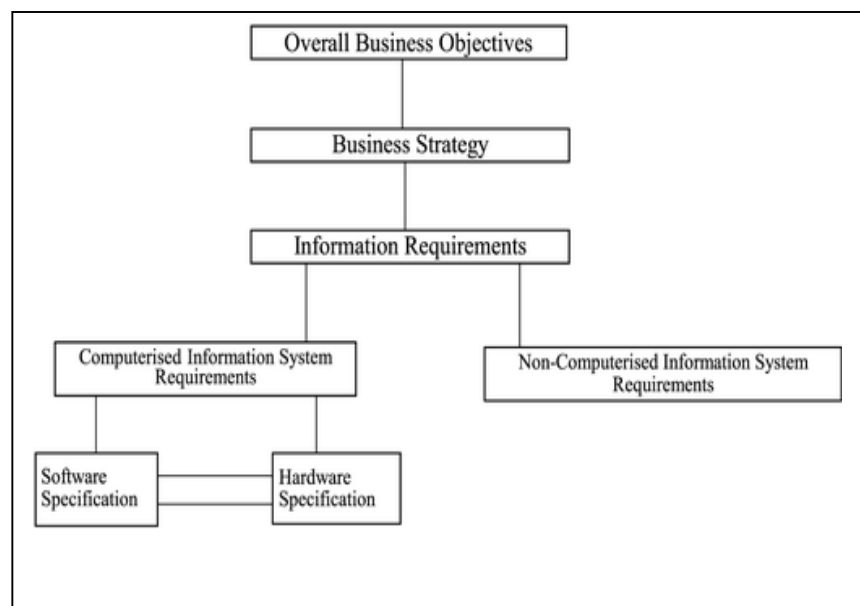 Overall Business Objectives
Business Strategy
Information Requirements
Computerised Information System
Requirements
Non-Computerised Information System
Requirements
Software
Specification
Hardware
Specification